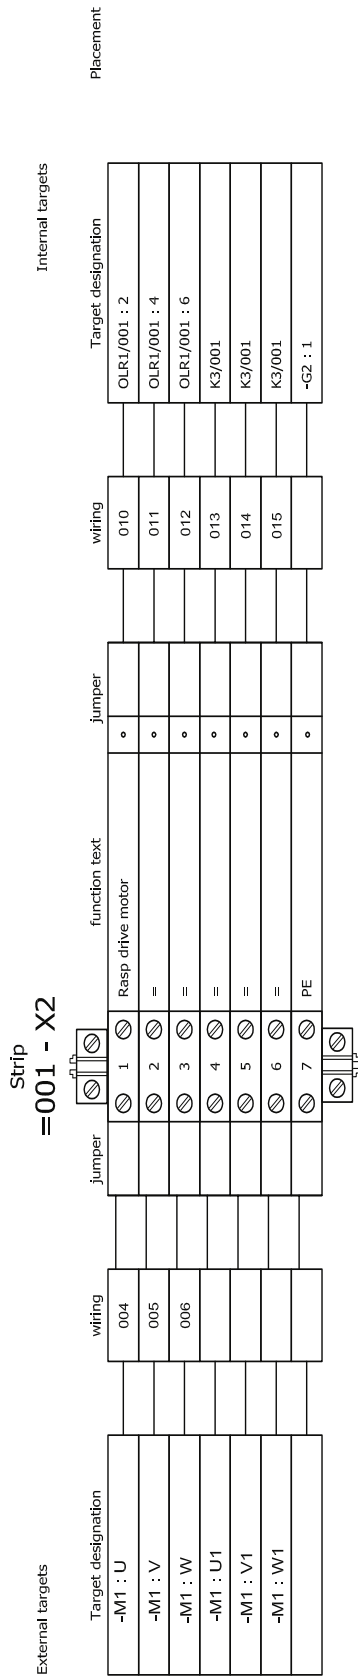 Strip
=001 - X2
External targets Internal targets
Target designation wiring jumper function text jumper wiring Target designation Placement
-M1 : U 004 1 Rasp drive motor 010 OLR1/001 : 2
-M1 : V 005 2 = 011 OLR1/001 : 4
-M1 : W 006 3 = 012 OLR1/001 : 6
-M1 : U1 4 = 013 K3/001
-M1 : V1 5 = 014 K3/001
-M1 : W1 6 = 015 K3/001
7 PE -G2 : 1